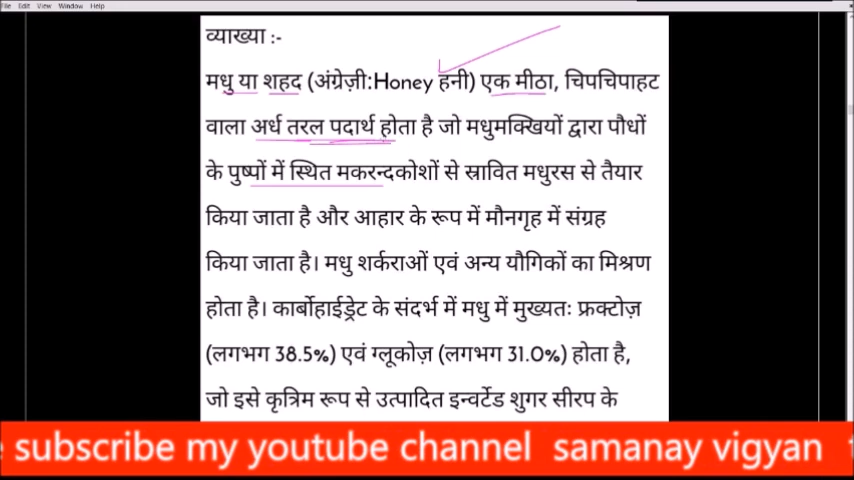 File Edit View Window Help
व्याख्या :-
मधु या शहद (अंग्रेज़ी:Honey हनी) एक मीठा, चिपचिपाहट
वाला अर्ध तरल पदार्थ होता है जो मधुमक्खियों द्वारा पौधों
के पुष्पों में स्थित मकरन्दकोशों से स्रावित मधुरस से तैयार
किया जाता है और आहार के रूप में मौनगृह में संग्रह
किया जाता है। मधु शर्कराओं एवं अन्य यौगिकों का मिश्रण
होता है। कार्बोहाईड्रेट के संदर्भ में मधु में मुख्यतः फ्रक्टोज़
(लगभग 38.5%) एवं ग्लूकोज़ (लगभग 31.0%) होता है,
जो इसे कृत्रिम रूप से उत्पादित इन्वर्टेड शुगर सीरप के
subscribe my youtube channel samanay vigyan